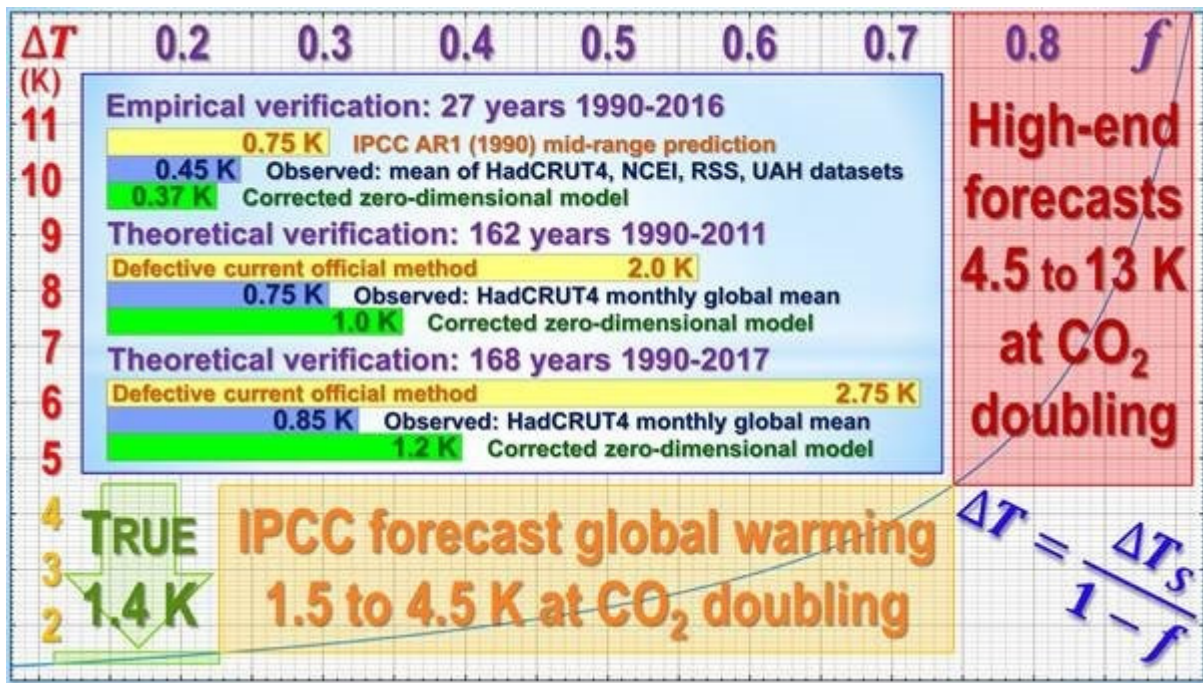 ΔT 0.2 0.3 0.4 0.5 0.6 0.7 0.8 f
(K)
11
10
9
8
7
6
5
4
3
2
Empirical verification: 27 years 1990-2016
0.75 K IPCC AR1 (1990) mid-range prediction
0.45 K Observed: mean of HadCRUT4, NCEI, RSS, UAH datasets
0.37 K Corrected zero-dimensional model
Theoretical verification: 162 years 1990-2011
Defective current official method 2.0 K
0.75 K Observed: HadCRUT4 monthly global mean
1.0 K Corrected zero-dimensional model
Theoretical verification: 168 years 1990-2017
Defective current official method 2.75 K
0.85 K Observed: HadCRUT4 monthly global mean
1.2 K Corrected zero-dimensional model
High-end
forecasts
4.5 to 13 K
at CO₂
doubling
TRUE
1.4 K
IPCC forecast global warming
1.5 to 4.5 K at CO₂ doubling
ΔT = ΔT_S / 1 − f